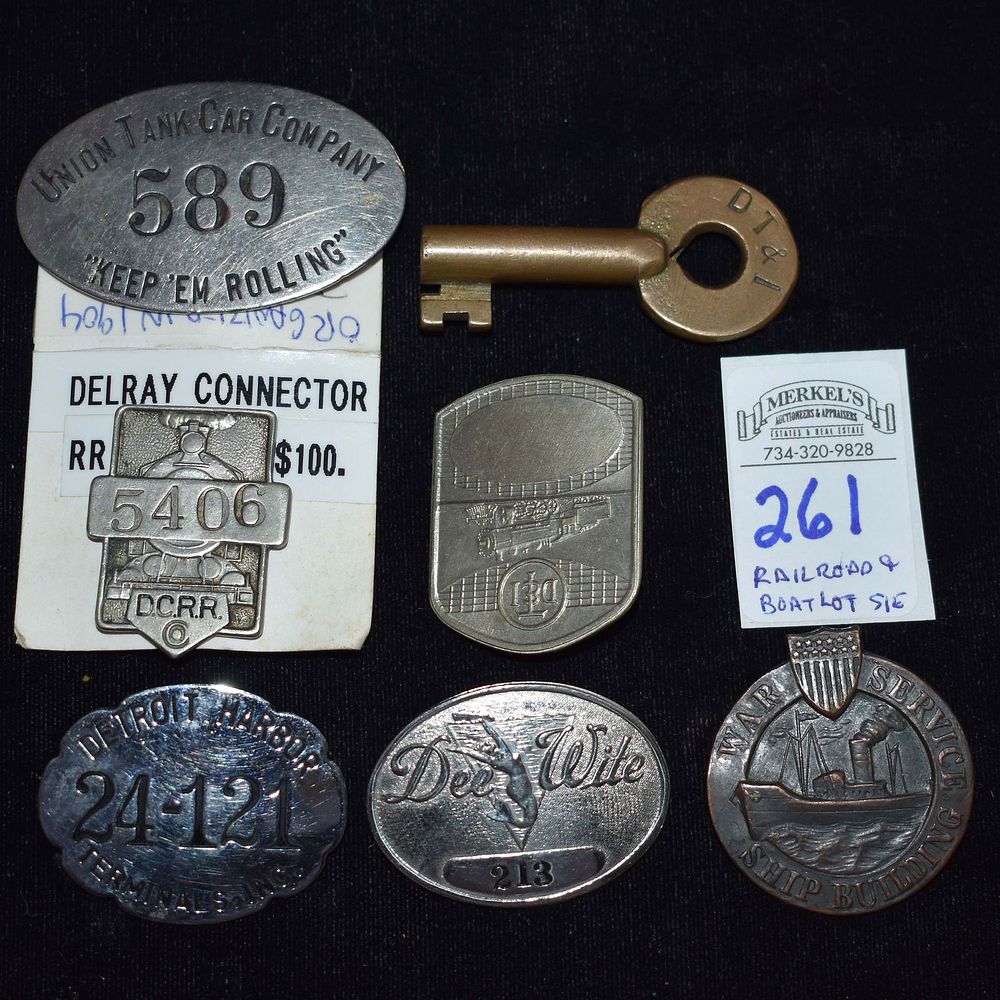 UNION TANK CAR COMPANY
589
"KEEP 'EM ROLLING"
ORGANIZED IN 1904
DT&I
DELRAY CONNECTOR
RR $100.
5406
D.C.R.R.
DT&I
MERKEL'S
AUCTIONEERS & APPRAISERS
ESTATES & REAL ESTATE
734-320-9828
261
RAILROAD &
BOAT LOT 5/E
DETROIT HARBOR
24-121
TERMINALS, INC.
Dee Wite
213
WAR SERVICE
SHIP BUILDING